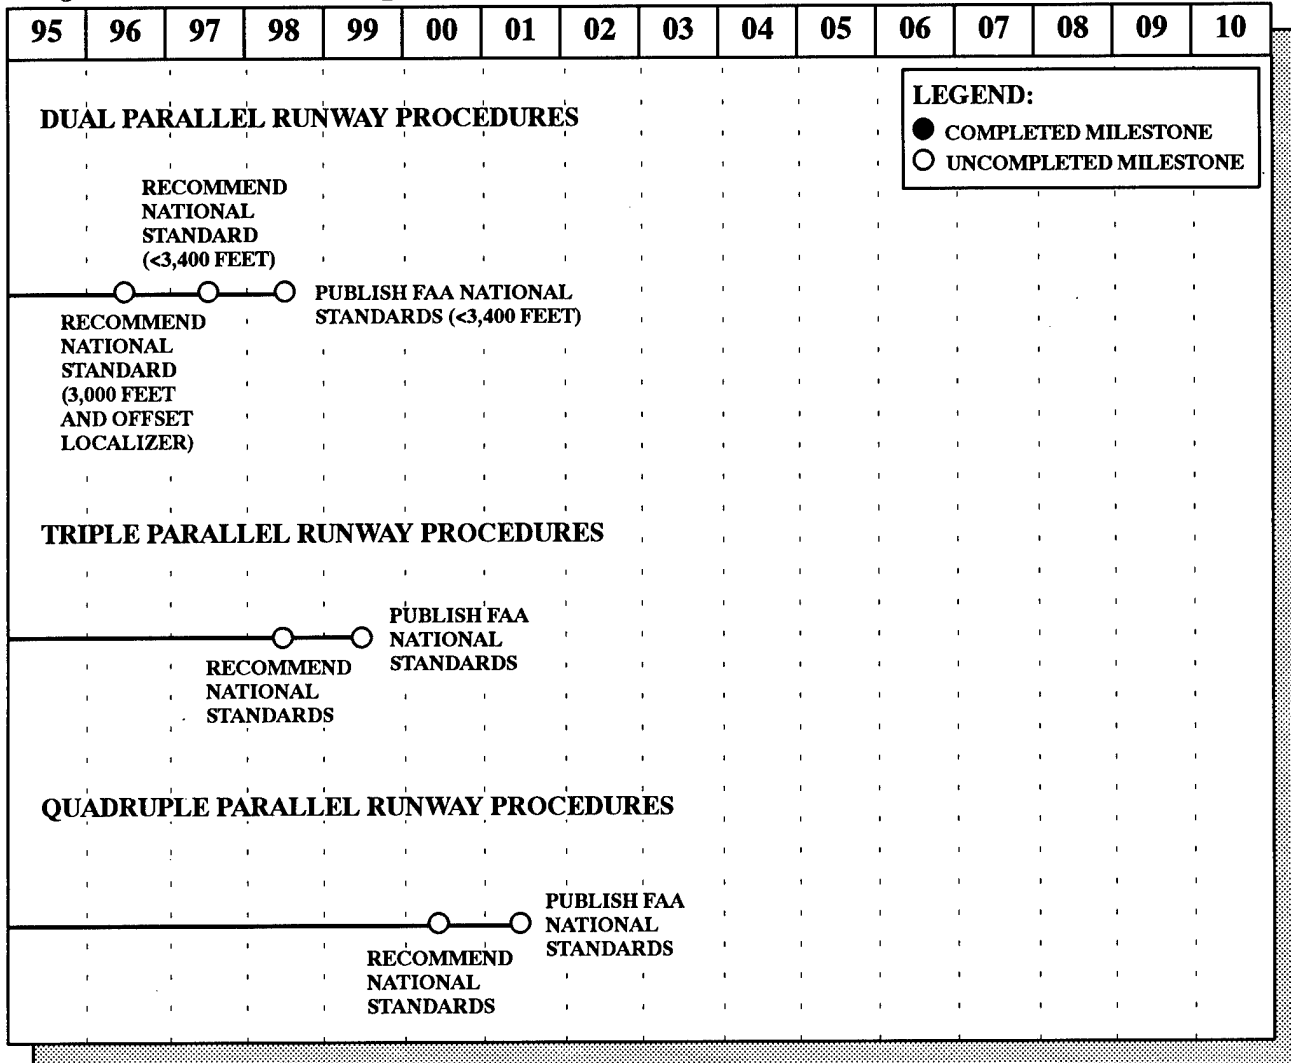 95 96 97 98 99 00 01 02 03 04 05 06 07 08 09 10
LEGEND:
COMPLETED MILESTONE
UNCOMPLETED MILESTONE
DUAL PARALLEL RUNWAY PROCEDURES
RECOMMEND
NATIONAL
STANDARD
(<3,400 FEET)
PUBLISH FAA NATIONAL
STANDARDS (<3,400 FEET)
RECOMMEND
NATIONAL
STANDARD
(3,000 FEET
AND OFFSET
LOCALIZER)
TRIPLE PARALLEL RUNWAY PROCEDURES
PUBLISH FAA
NATIONAL
STANDARDS
RECOMMEND
NATIONAL
STANDARDS
QUADRUPLE PARALLEL RUNWAY PROCEDURES
PUBLISH FAA
NATIONAL
STANDARDS
RECOMMEND
NATIONAL
STANDARDS